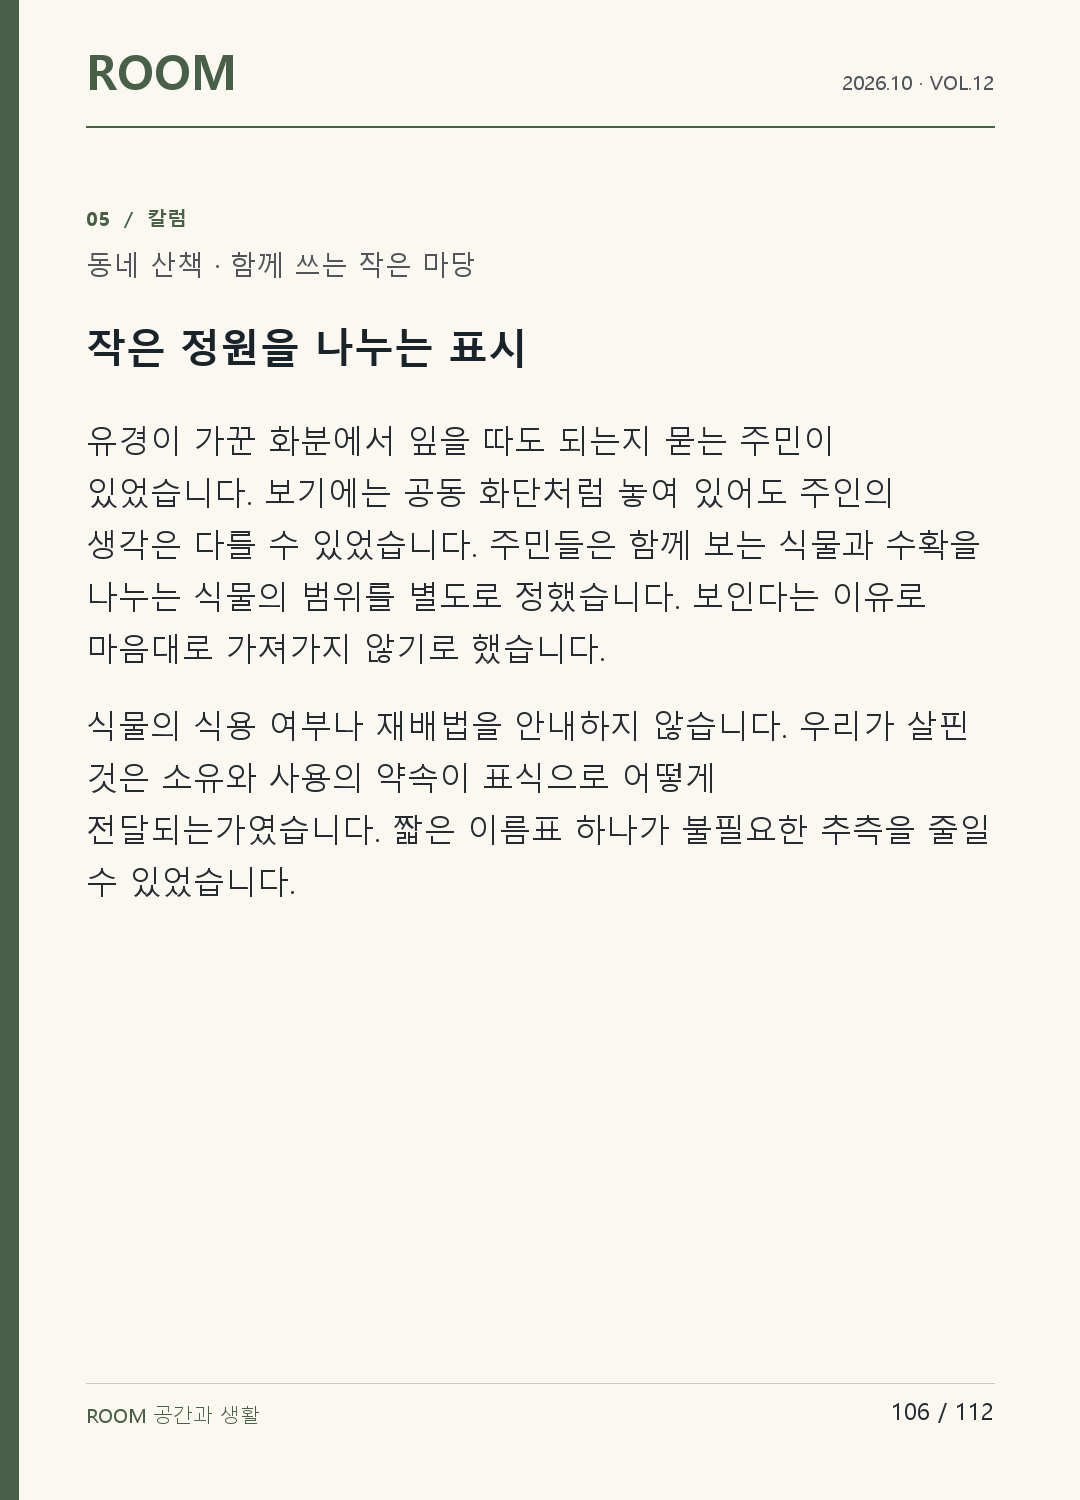 ROOM
2026.10 · VOL.12
05 / 칼럼
동네 산책 · 함께 쓰는 작은 마당
작은 정원을 나누는 표시
유경이 가꾼 화분에서 잎을 따도 되는지 묻는 주민이
있었습니다. 보기에는 공동 화단처럼 놓여 있어도 주인의
생각은 다를 수 있었습니다. 주민들은 함께 보는 식물과 수확을
나누는 식물의 범위를 별도로 정했습니다. 보인다는 이유로
마음대로 가져가지 않기로 했습니다.
식물의 식용 여부나 재배법을 안내하지 않습니다. 우리가 살핀
것은 소유와 사용의 약속이 표식으로 어떻게
전달되는가였습니다. 짧은 이름표 하나가 불필요한 추측을 줄일
수 있었습니다.
ROOM 공간과 생활
106 / 112